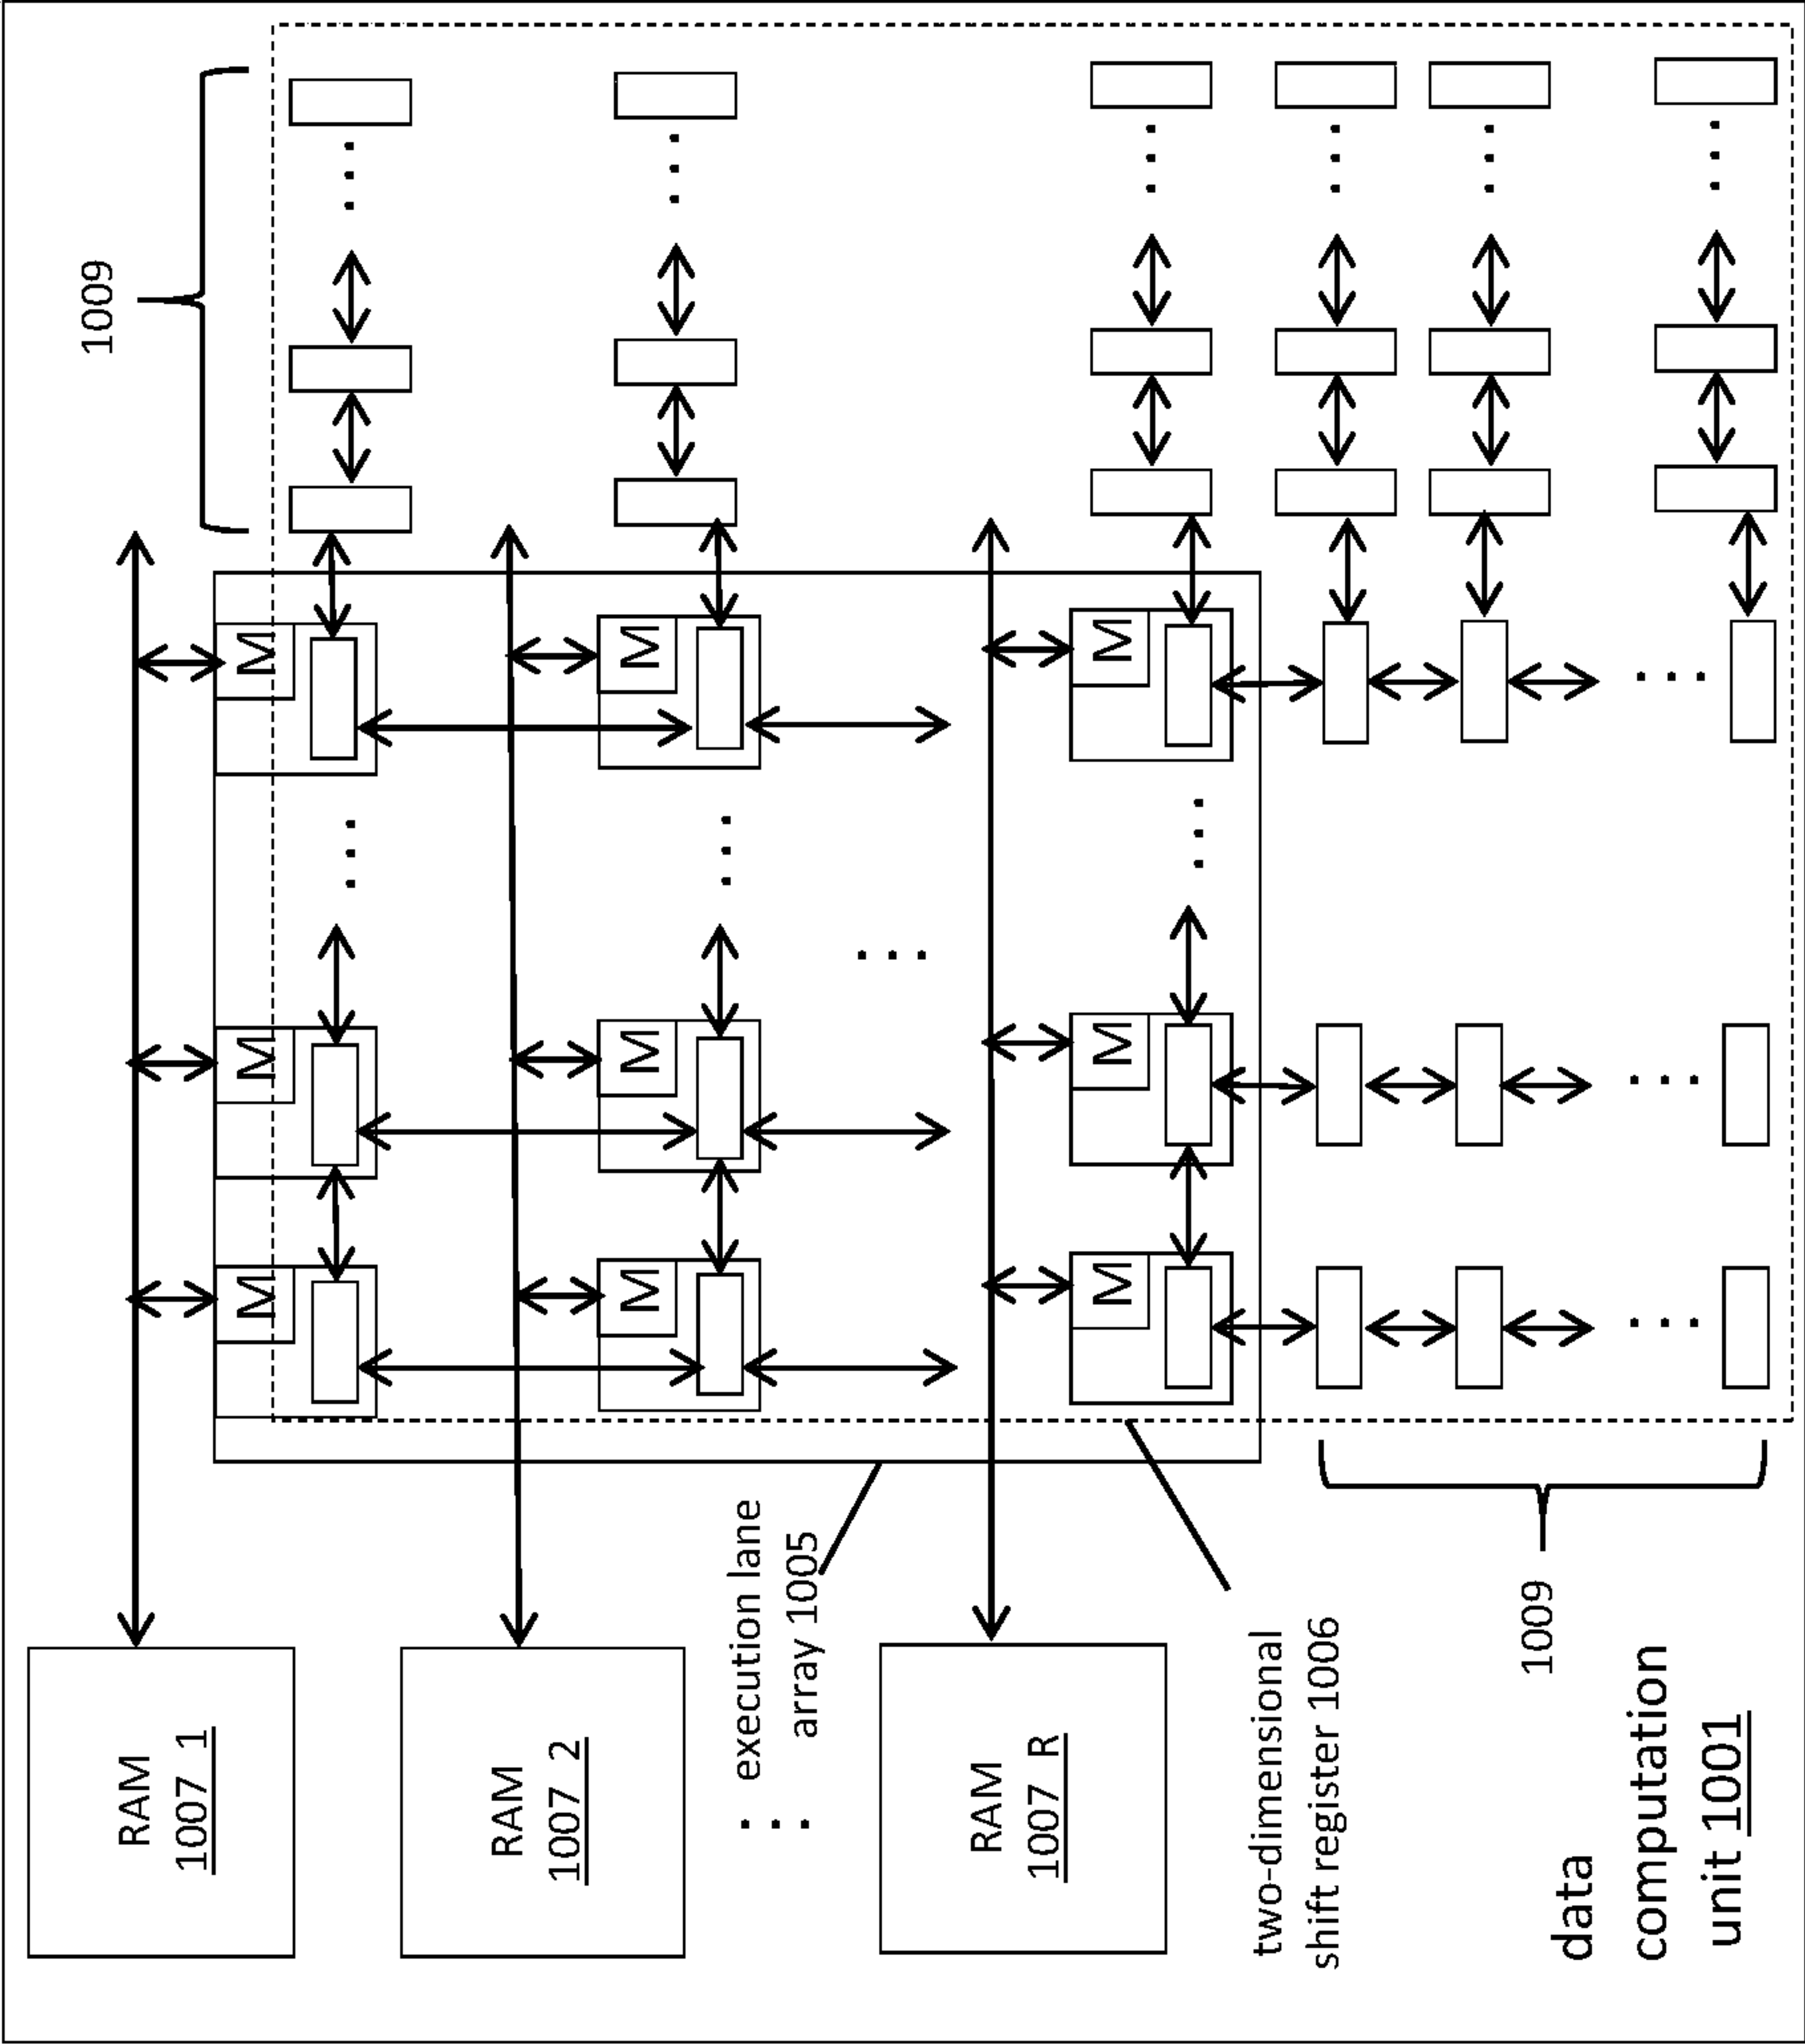 1009
RAM
1007_1
M
M
M
RAM
1007_2
M
M
M
execution lane
array 1005
RAM
1007_R
M
M
M
two-dimensional
shift register 1006
1009
data
computation
unit 1001